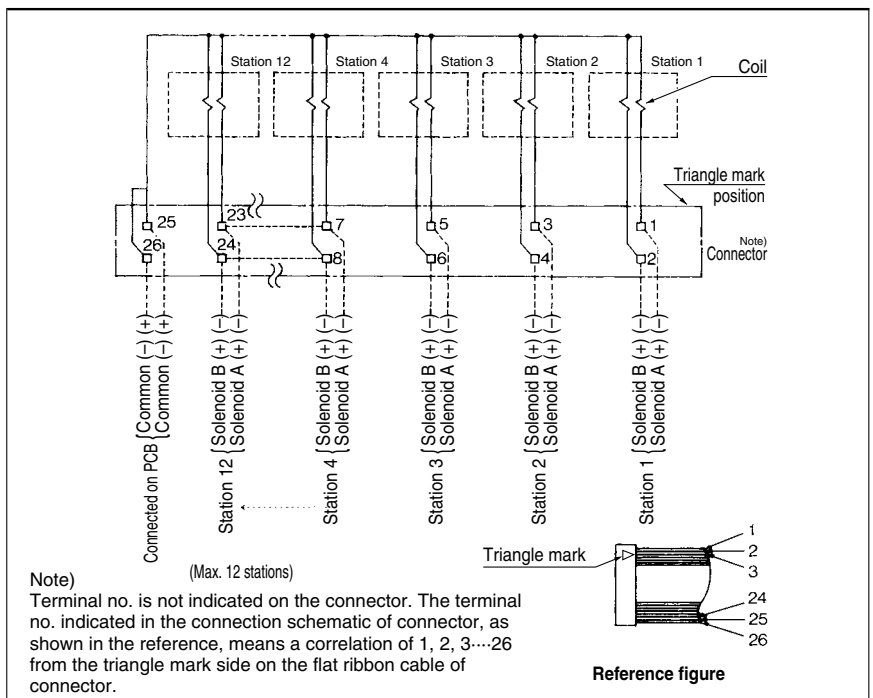 Station 12
Station 4
Station 3
Station 2
Station 1
Coil
Triangle mark
position
25
23
7
5
3
1
26
24
8
6
4
2
Note)
Connector
Connected on PCB { Common (−) (+)
Common (−) (+)
Station 12 { Solenoid B (+) (−)
Solenoid A (+) (−)
Station 4 { Solenoid B (+) (−)
Solenoid A (+) (−)
Station 3 { Solenoid B (+) (−)
Solenoid A (+) (−)
Station 2 { Solenoid B (+) (−)
Solenoid A (+) (−)
Station 1 { Solenoid B (+) (−)
Solenoid A (+) (−)
(Max. 12 stations)
Note)
Terminal no. is not indicated on the connector. The terminal
no. indicated in the connection schematic of connector, as
shown in the reference, means a correlation of 1, 2, 3····26
from the triangle mark side on the flat ribbon cable of
connector.
Triangle mark
1
2
3
24
25
26
Reference figure